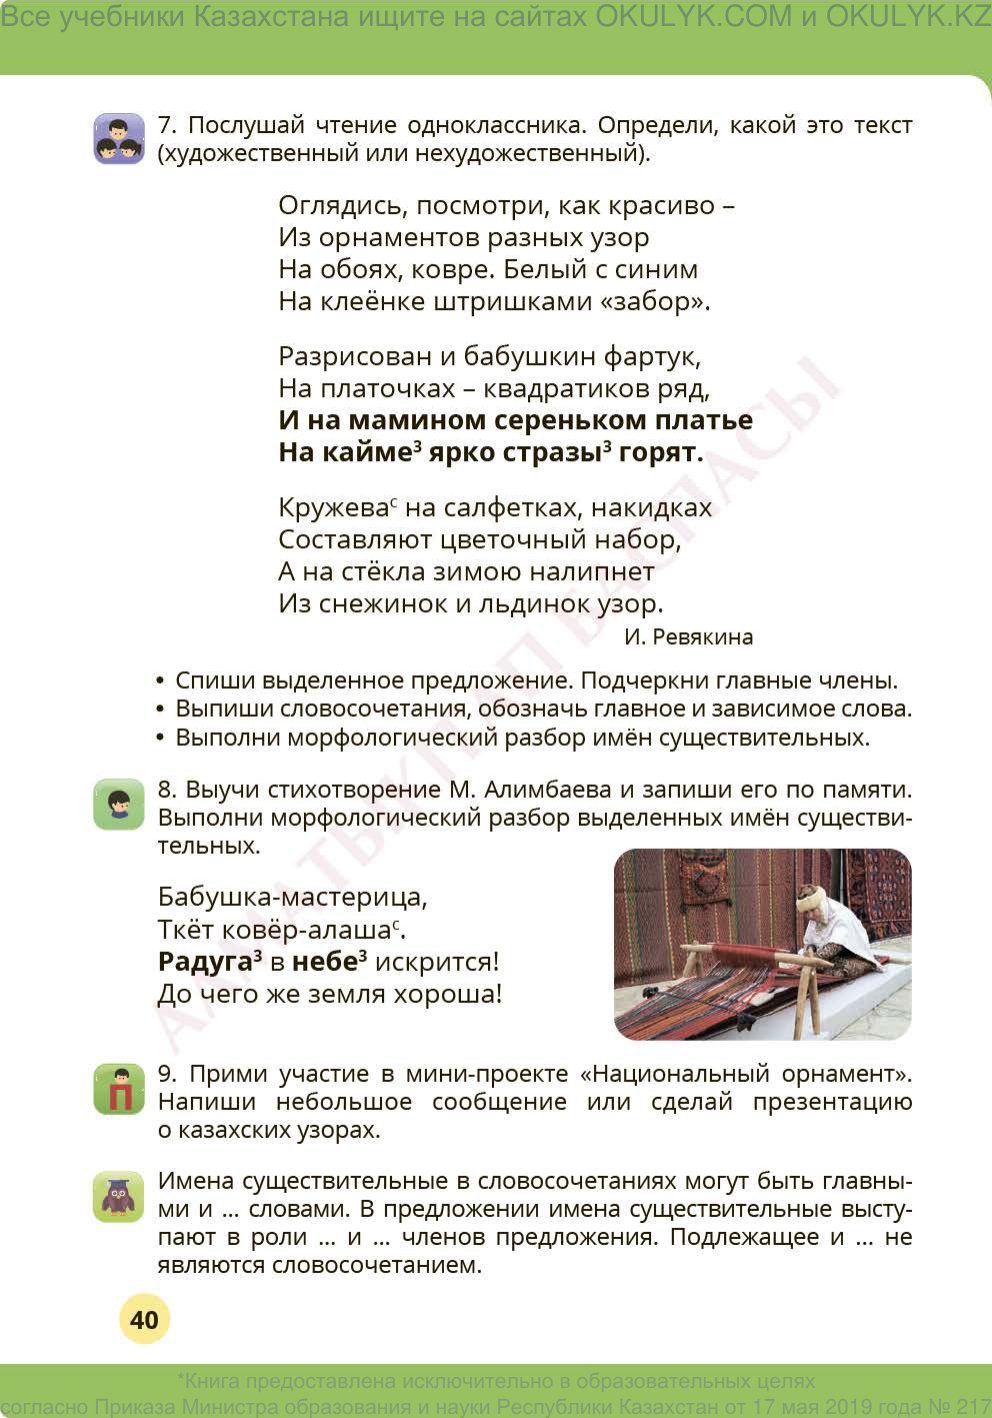 Все учебники Казахстана ищите на сайтах OKULYK.COM и OKULYK.KZ
7. Послушай чтение одноклассника. Определи, какой это текст
(художественный или нехудожественный).
Оглядись, посмотри, как красиво –
Из орнаментов разных узор
На обоях, ковре. Белый с синим
На клеёнке штришками «забор».
Разрисован и бабушкин фартук,
На платочках – квадратиков ряд,
И на мамином сереньком платье
На кайме³ ярко стразы³ горят.
Кружеваᶜ на салфетках, накидках
Составляют цветочный набор,
А на стёкла зимою налипнет
Из снежинок и льдинок узор.
И. Ревякина
• Спиши выделенное предложение. Подчеркни главные члены.
• Выпиши словосочетания, обозначь главное и зависимое слова.
• Выполни морфологический разбор имён существительных.
8. Выучи стихотворение М. Алимбаева и запиши его по памяти.
Выполни морфологический разбор выделенных имён существи-
тельных.
Бабушка-мастерица,
Ткёт ковёр-алашаᶜ.
Радуга³ в небе³ искрится!
До чего же земля хороша!
9. Прими участие в мини-проекте «Национальный орнамент».
Напиши небольшое сообщение или сделай презентацию
о казахских узорах.
П
Имена существительные в словосочетаниях могут быть главны-
ми и ... словами. В предложении имена существительные высту-
пают в роли ... и ... членов предложения. Подлежащее и ... не
являются словосочетанием.
40
АЛМАТЫКІТАП БАСПАСЫ
*Книга предоставлена исключительно в образовательных целях
согласно Приказа Министра образования и науки Республики Казахстан от 17 мая 2019 года № 217